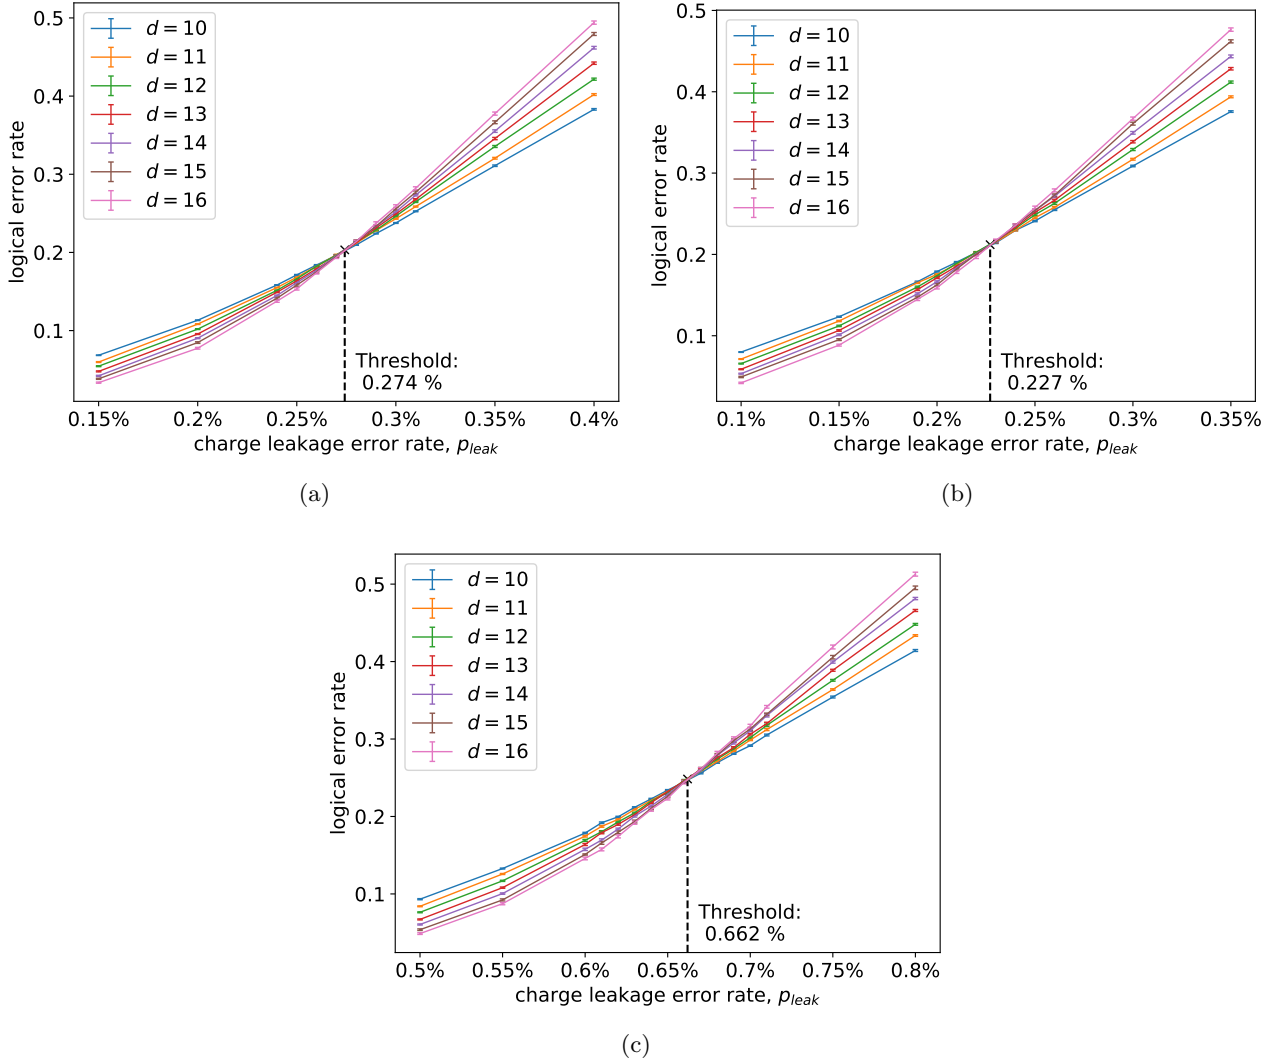 0.5
0.4
0.3
0.2
0.1
logical error rate
d = 10
d = 11
d = 12
d = 13
d = 14
d = 15
d = 16
Threshold:
0.274 %
0.15% 0.2% 0.25% 0.3% 0.35% 0.4%
charge leakage error rate, p_leak
(a)
0.5
0.4
0.3
0.2
0.1
logical error rate
d = 10
d = 11
d = 12
d = 13
d = 14
d = 15
d = 16
Threshold:
0.227 %
0.1% 0.15% 0.2% 0.25% 0.3% 0.35%
charge leakage error rate, p_leak
(b)
0.5
0.4
0.3
0.2
0.1
logical error rate
d = 10
d = 11
d = 12
d = 13
d = 14
d = 15
d = 16
Threshold:
0.662 %
0.5% 0.55% 0.6% 0.65% 0.7% 0.75% 0.8%
charge leakage error rate, p_leak
(c)